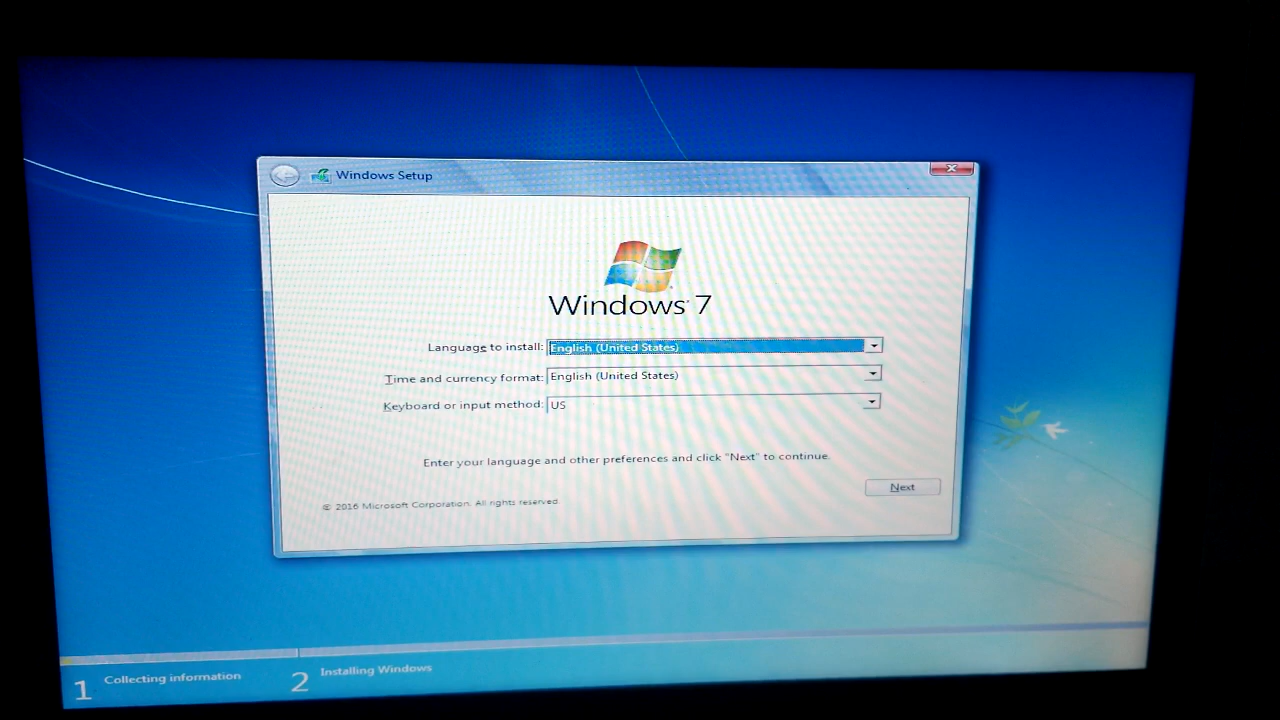 Windows Setup
Windows 7
Language to install: English (United States)
Time and currency format: English (United States)
Keyboard or input method: US
Enter your language and other preferences and click "Next" to continue.
Next
© 2016 Microsoft Corporation. All rights reserved.
1 Collecting information 2 Installing Windows